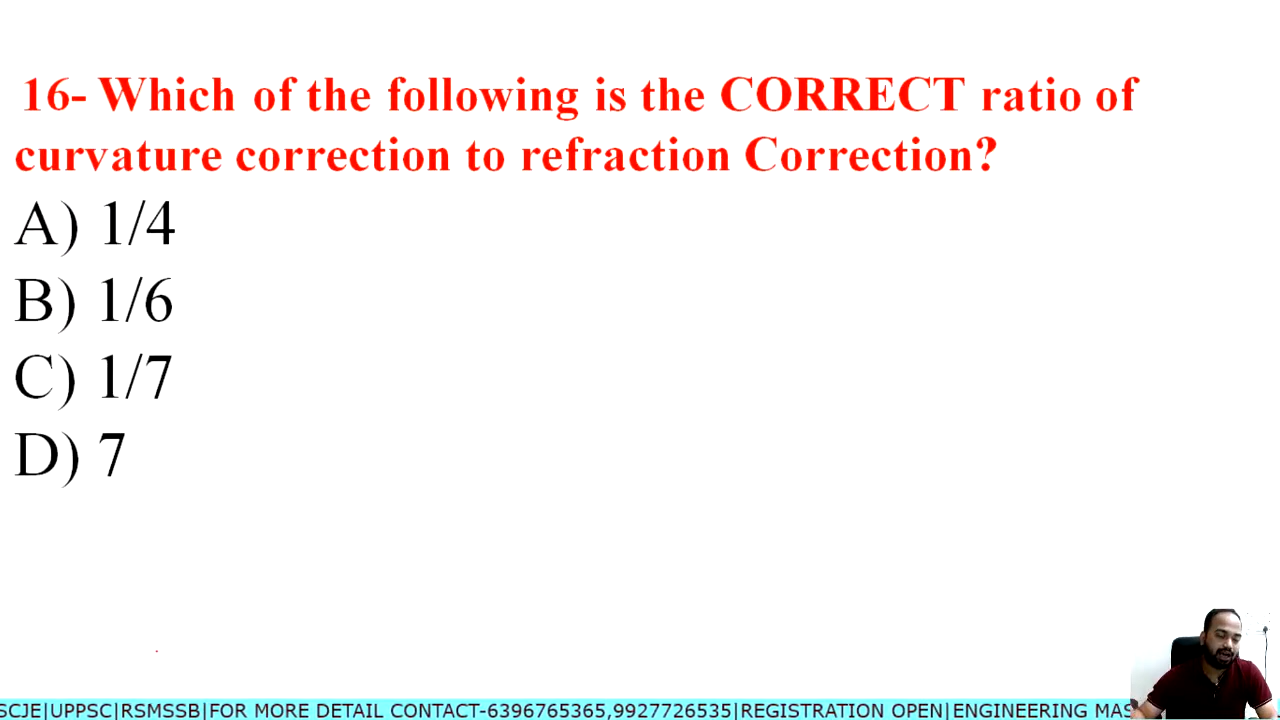 16- Which of the following is the CORRECT ratio of
curvature correction to refraction Correction?
A) 1/4
B) 1/6
C) 1/7
D) 7
SCJE|UPPSC|RSMSSB|FOR MORE DETAIL CONTACT-6396765365,9927726535|REGISTRATION OPEN|ENGINEERING MAS